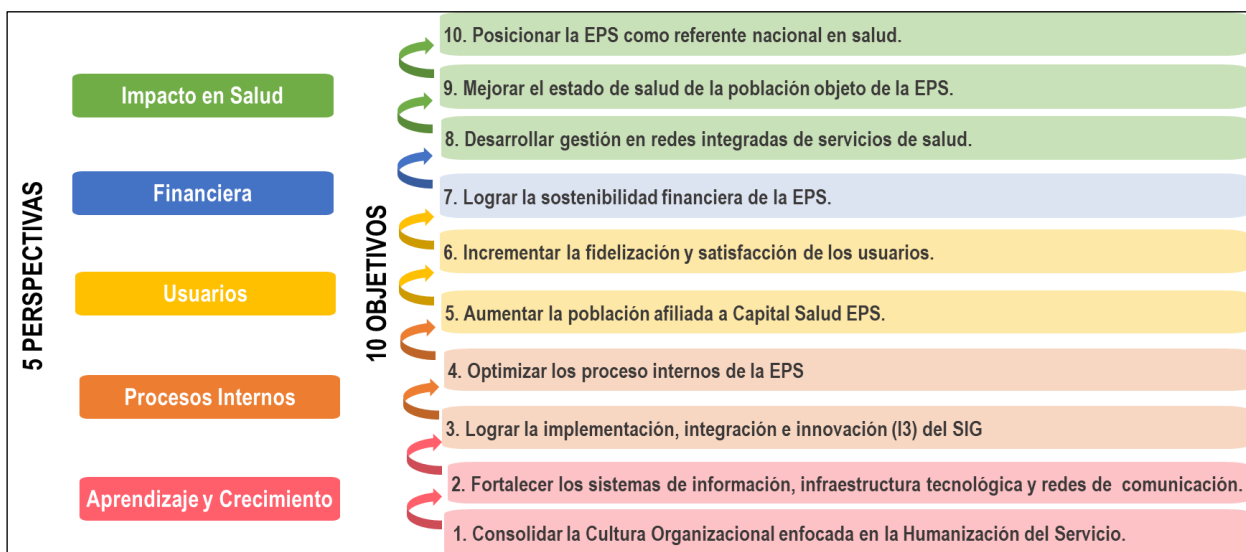 5 PERSPECTIVAS
Impacto en Salud
Financiera
Usuarios
Procesos Internos
Aprendizaje y Crecimiento
10 OBJETIVOS
10. Posicionar la EPS como referente nacional en salud.
9. Mejorar el estado de salud de la población objeto de la EPS.
8. Desarrollar gestión en redes integradas de servicios de salud.
7. Lograr la sostenibilidad financiera de la EPS.
6. Incrementar la fidelización y satisfacción de los usuarios.
5. Aumentar la población afiliada a Capital Salud EPS.
4. Optimizar los proceso internos de la EPS
3. Lograr la implementación, integración e innovación (I3) del SIG
2. Fortalecer los sistemas de información, infraestructura tecnológica y redes de comunicación.
1. Consolidar la Cultura Organizacional enfocada en la Humanización del Servicio.